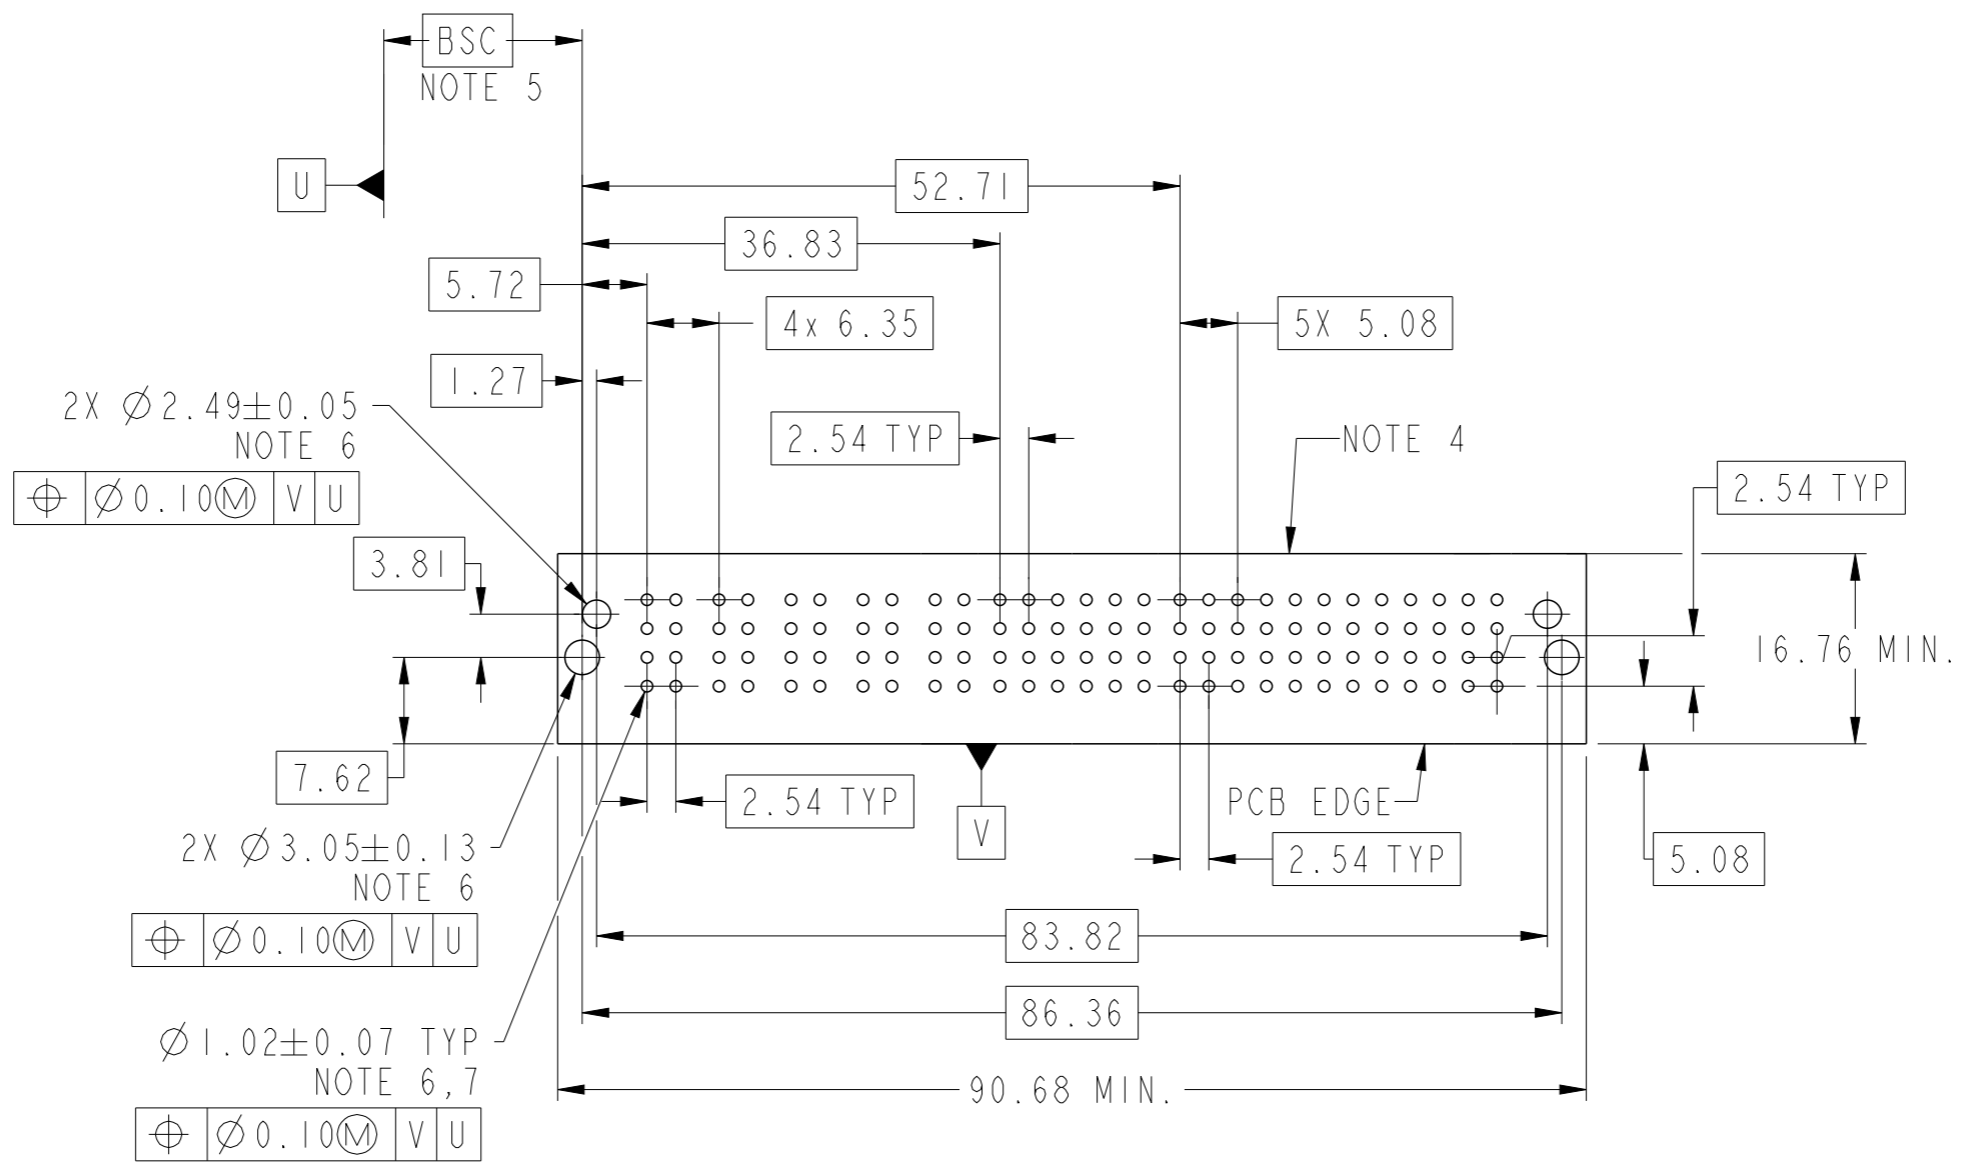 BSC
NOTE 5
U
52.71
36.83
5.72
4x 6.35
5X 5.08
1.27
2X Ø2.49±0.05
NOTE 6
2.54 TYP
NOTE 4
2.54 TYP
⌖ Ø0.10Ⓜ V U
3.81
16.76 MIN.
7.62
2.54 TYP
PCB EDGE
V
2X Ø3.05±0.13
NOTE 6
2.54 TYP
5.08
⌖ Ø0.10Ⓜ V U
83.82
86.36
Ø1.02±0.07 TYP
NOTE 6,7
90.68 MIN.
⌖ Ø0.10Ⓜ V U